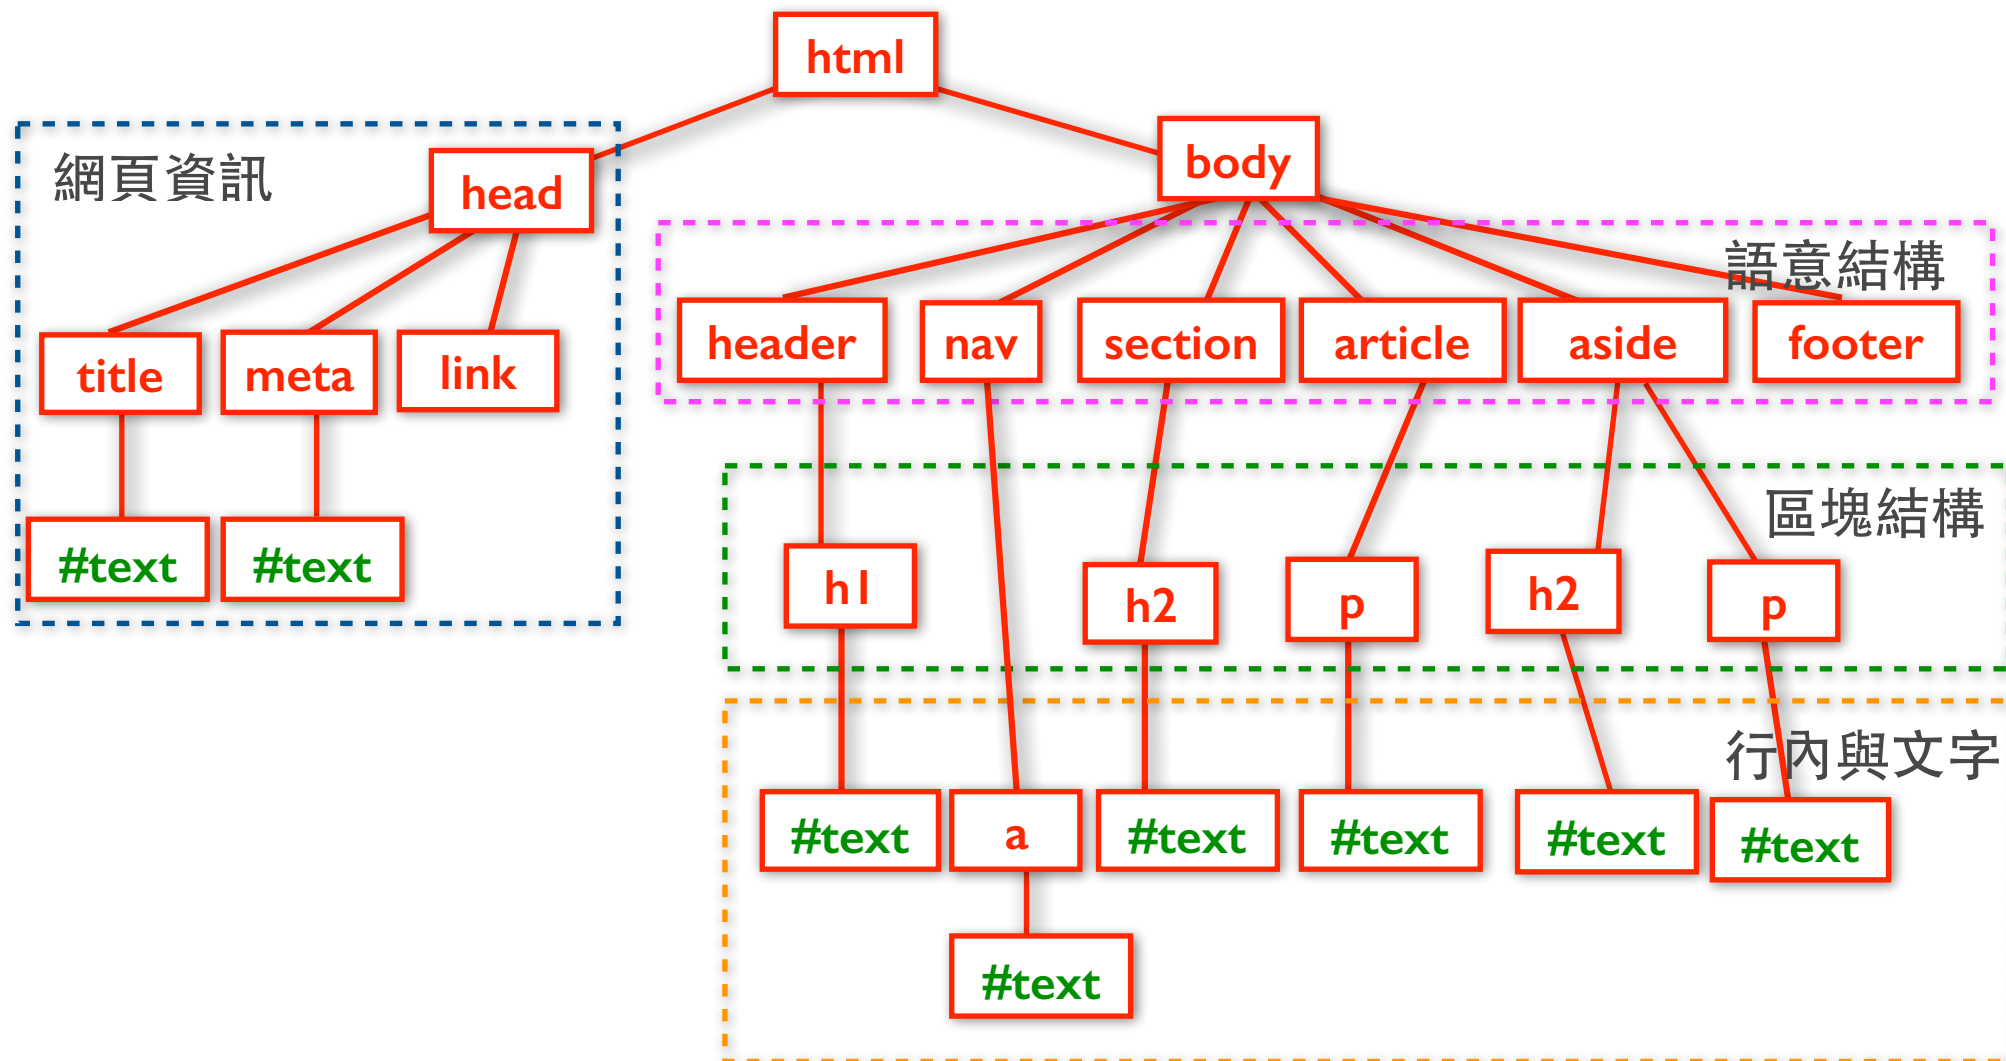 html
網頁資訊
head
body
語意結構
title
meta
link
header
nav
section
article
aside
footer
#text
#text
區塊結構
h1
h2
p
h2
p
行內與文字
#text
a
#text
#text
#text
#text
#text